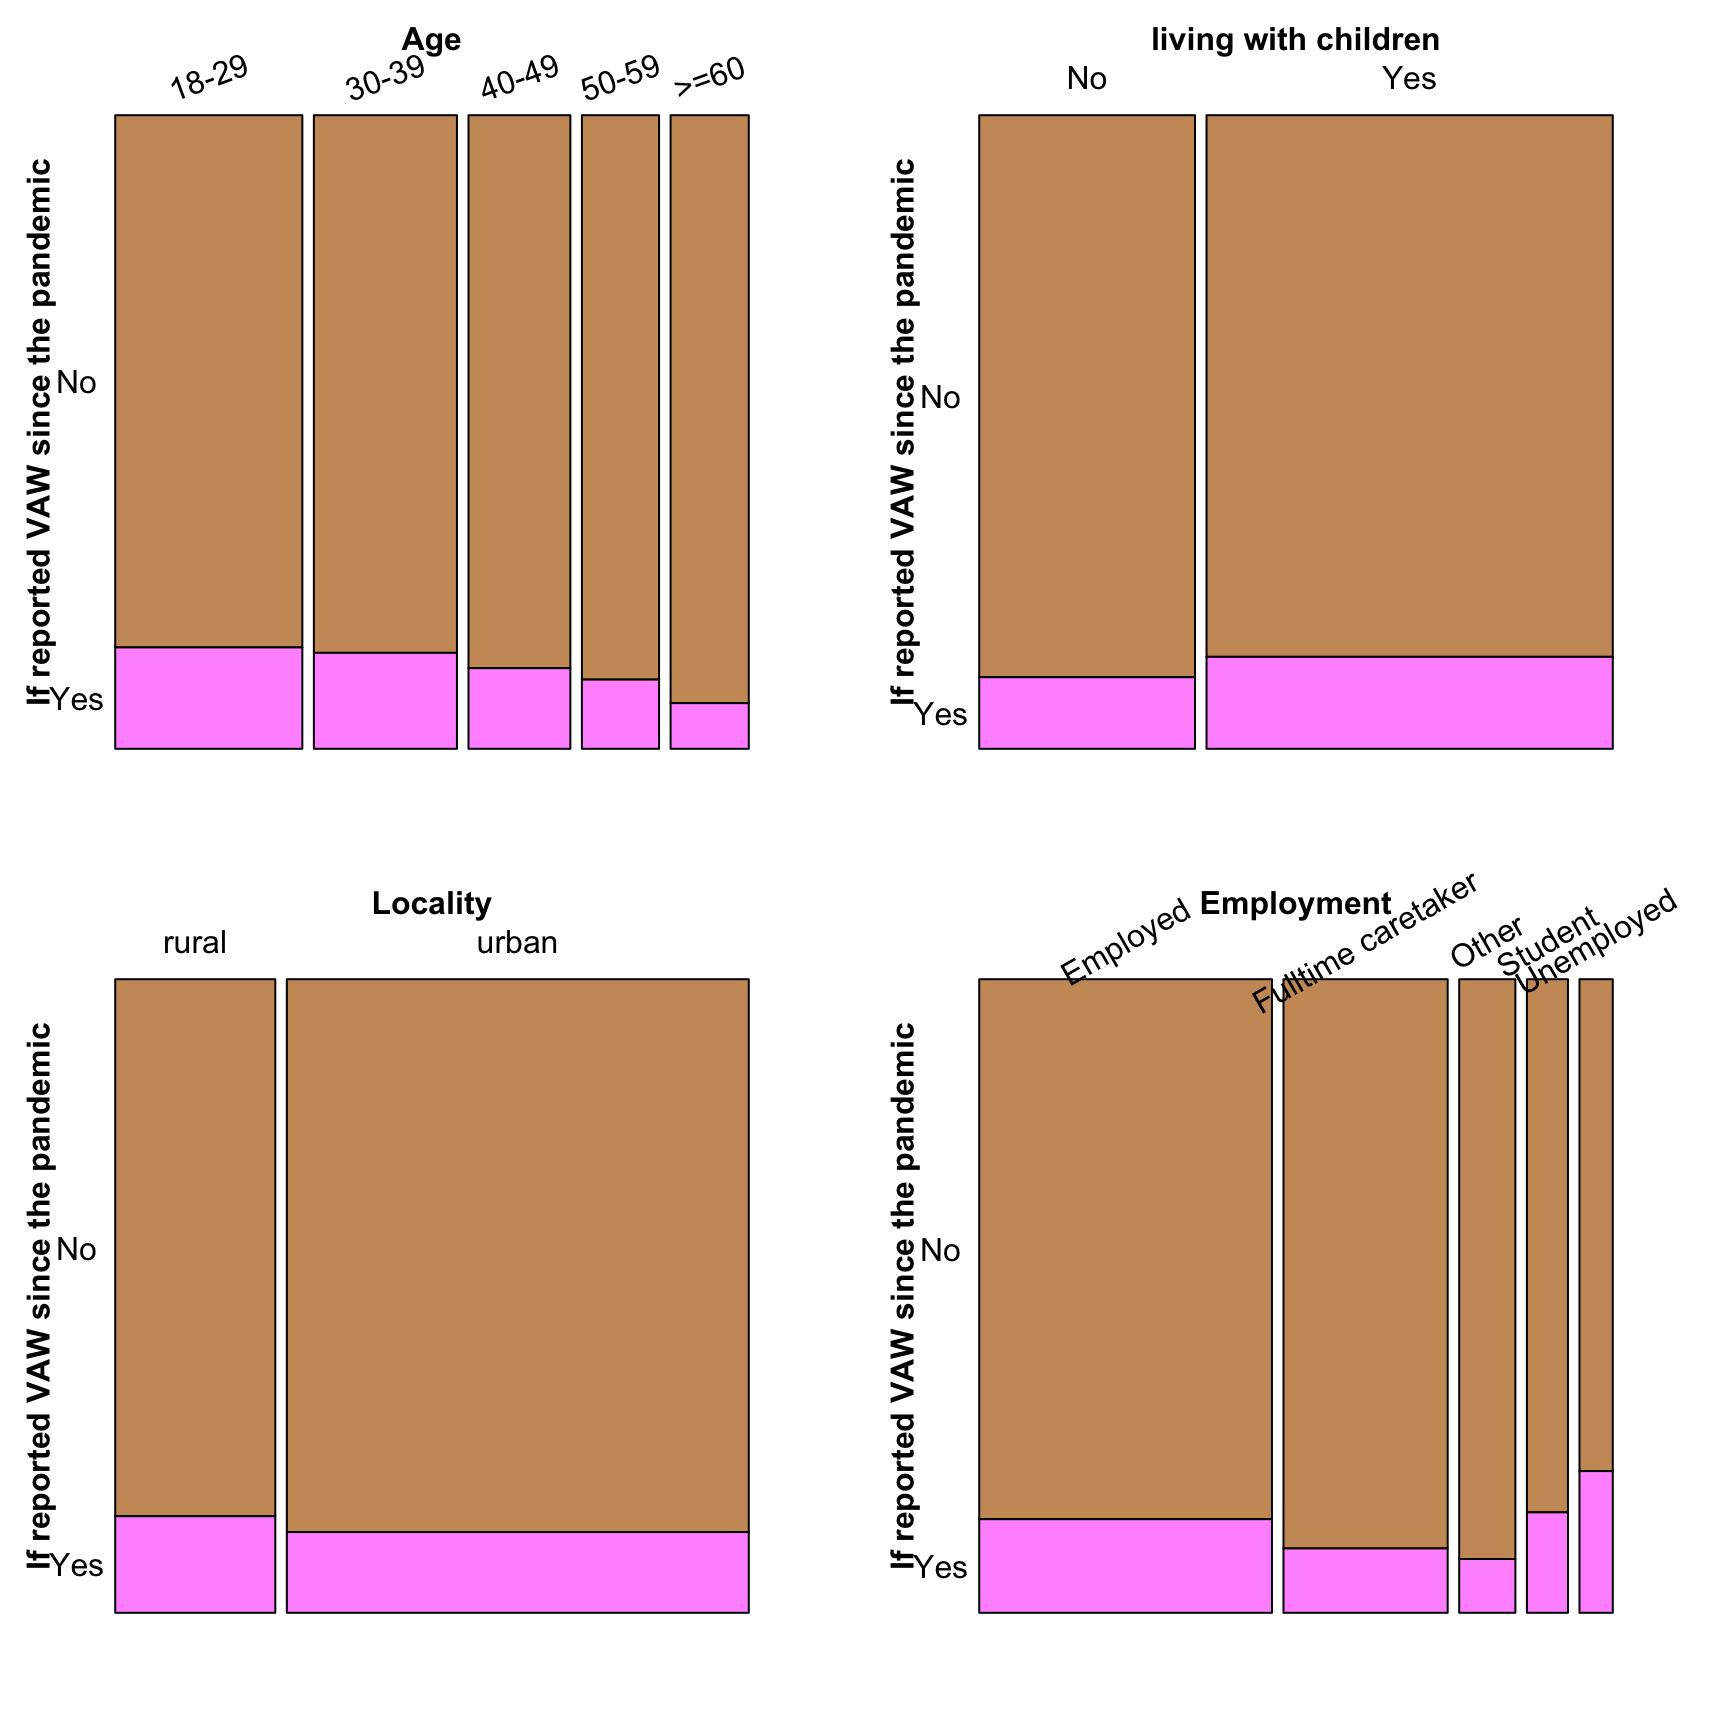 Age
18-29 30-39 40-49 50-59 >=60
If reported VAW since the pandemic
No
Yes
living with children
No Yes
If reported VAW since the pandemic
No
Yes
Locality
rural urban
If reported VAW since the pandemic
No
Yes
Employment
Employed Fulltime caretaker Other Student Unemployed
If reported VAW since the pandemic
No
Yes